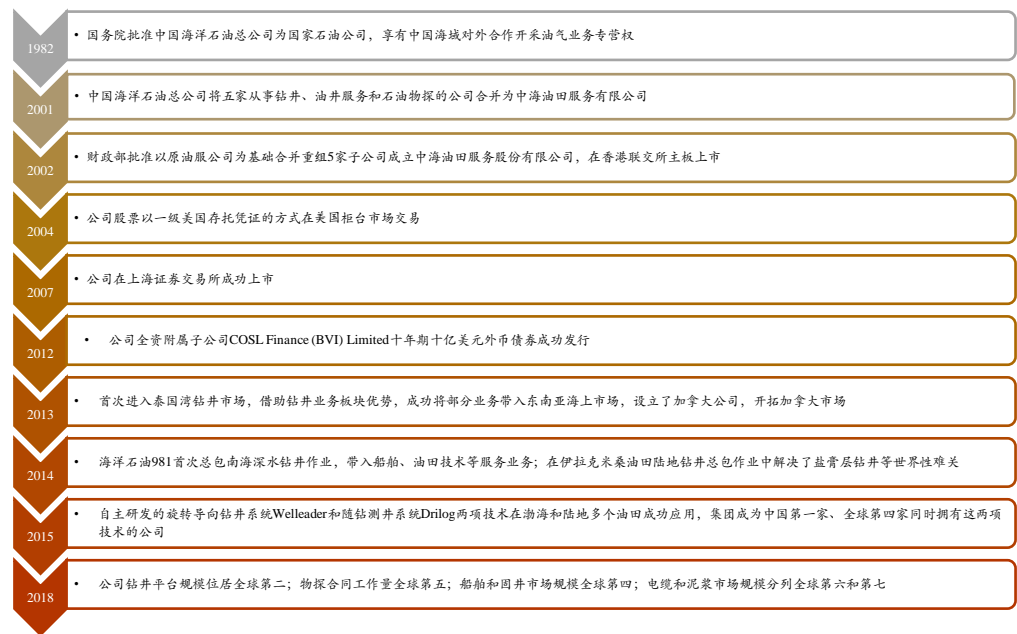 1982
• 国务院批准中国海洋石油总公司为国家石油公司，享有中国海域对外合作开采油气业务专营权
2001
• 中国海洋石油总公司将五家从事钻井、油井服务和石油物探的公司合并为中海油田服务有限公司
2002
• 财政部批准以原油服公司为基础合并重组5家子公司成立中海油田服务股份有限公司，在香港联交所主板上市
2004
• 公司股票以一级美国存托凭证的方式在美国柜台市场交易
2007
• 公司在上海证券交易所成功上市
2012
• 公司全资附属子公司COSL Finance (BVI) Limited十年期十亿美元外币债券成功发行
2013
• 首次进入泰国湾钻井市场，借助钻井业务板块优势，成功将部分业务带入东南亚海上市场，设立了加拿大公司，开拓加拿大市场
2014
• 海洋石油981首次总包南海深水钻井作业，带入船舶、油田技术等服务业务；在伊拉克米桑油田陆地钻井总包作业中解决了盐膏层钻井等世界性难关
2015
• 自主研发的旋转导向钻井系统Welleader和随钻测井系统Drilog两项技术在渤海和陆地多个油田成功应用，集团成为中国第一家、全球第四家同时拥有这两项
技术的公司
2018
• 公司钻井平台规模位居全球第二；物探合同工作量全球第五；船舶和固井市场规模全球第四；电缆和泥浆市场规模分列全球第六和第七